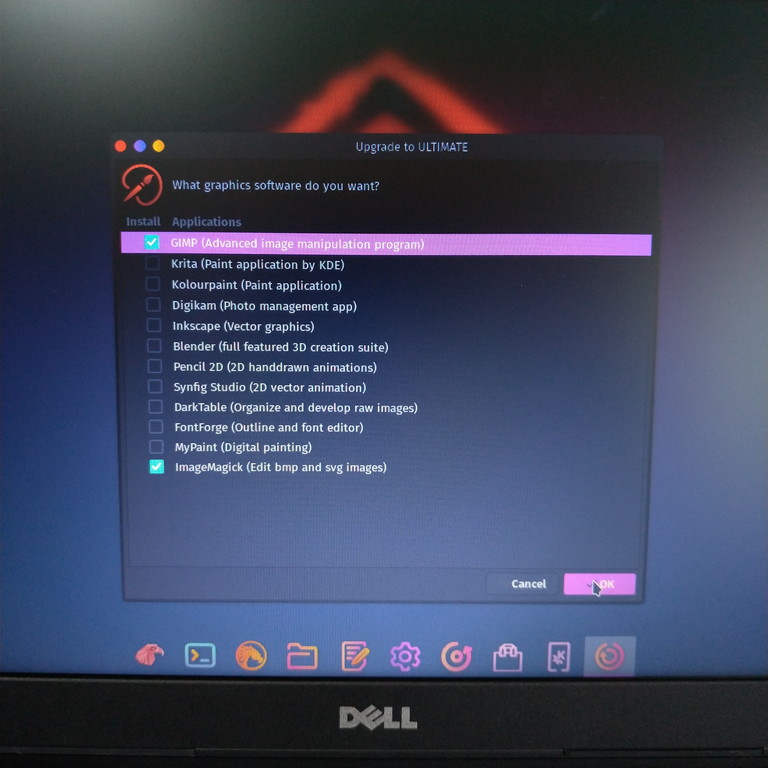 Upgrade to ULTIMATE
What graphics software do you want?
Install Applications
GIMP (Advanced image manipulation program)
Krita (Paint application by KDE)
Kolourpaint (Paint application)
Digikam (Photo management app)
Inkscape (Vector graphics)
Blender (full featured 3D creation suite)
Pencil 2D (2D handdrawn animations)
Synfig Studio (2D vector animation)
DarkTable (Organize and develop raw images)
FontForge (Outline and font editor)
MyPaint (Digital painting)
ImageMagick (Edit bmp and svg images)
Cancel OK
DELL